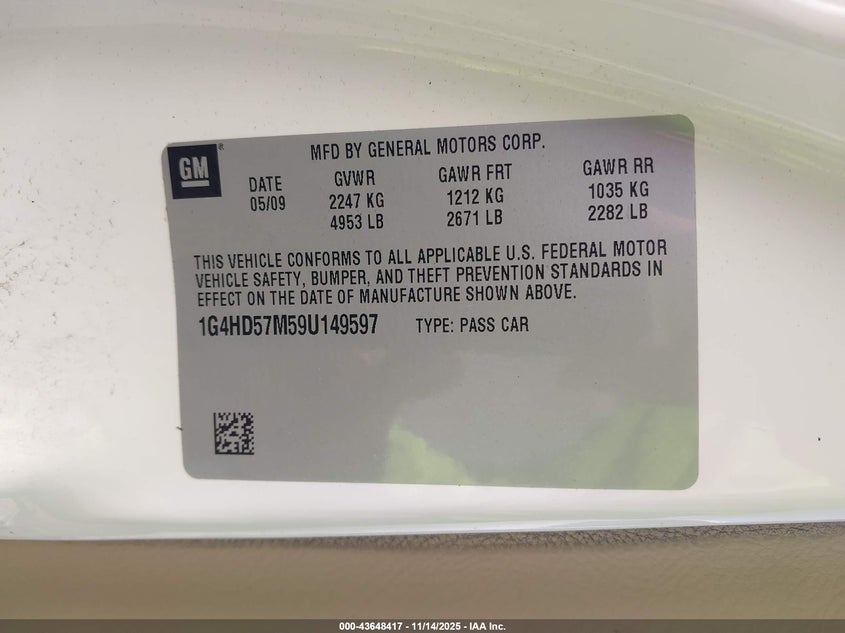 GM®
MFD BY GENERAL MOTORS CORP.
DATE GVWR GAWR FRT GAWR RR
05/09 2247 KG 1212 KG 1035 KG
4953 LB 2671 LB 2282 LB
THIS VEHICLE CONFORMS TO ALL APPLICABLE U.S. FEDERAL MOTOR
VEHICLE SAFETY, BUMPER, AND THEFT PREVENTION STANDARDS IN
EFFECT ON THE DATE OF MANUFACTURE SHOWN ABOVE.
1G4HD57M59U149597 TYPE: PASS CAR
000-43648417 - 11/14/2025 - IAA Inc.